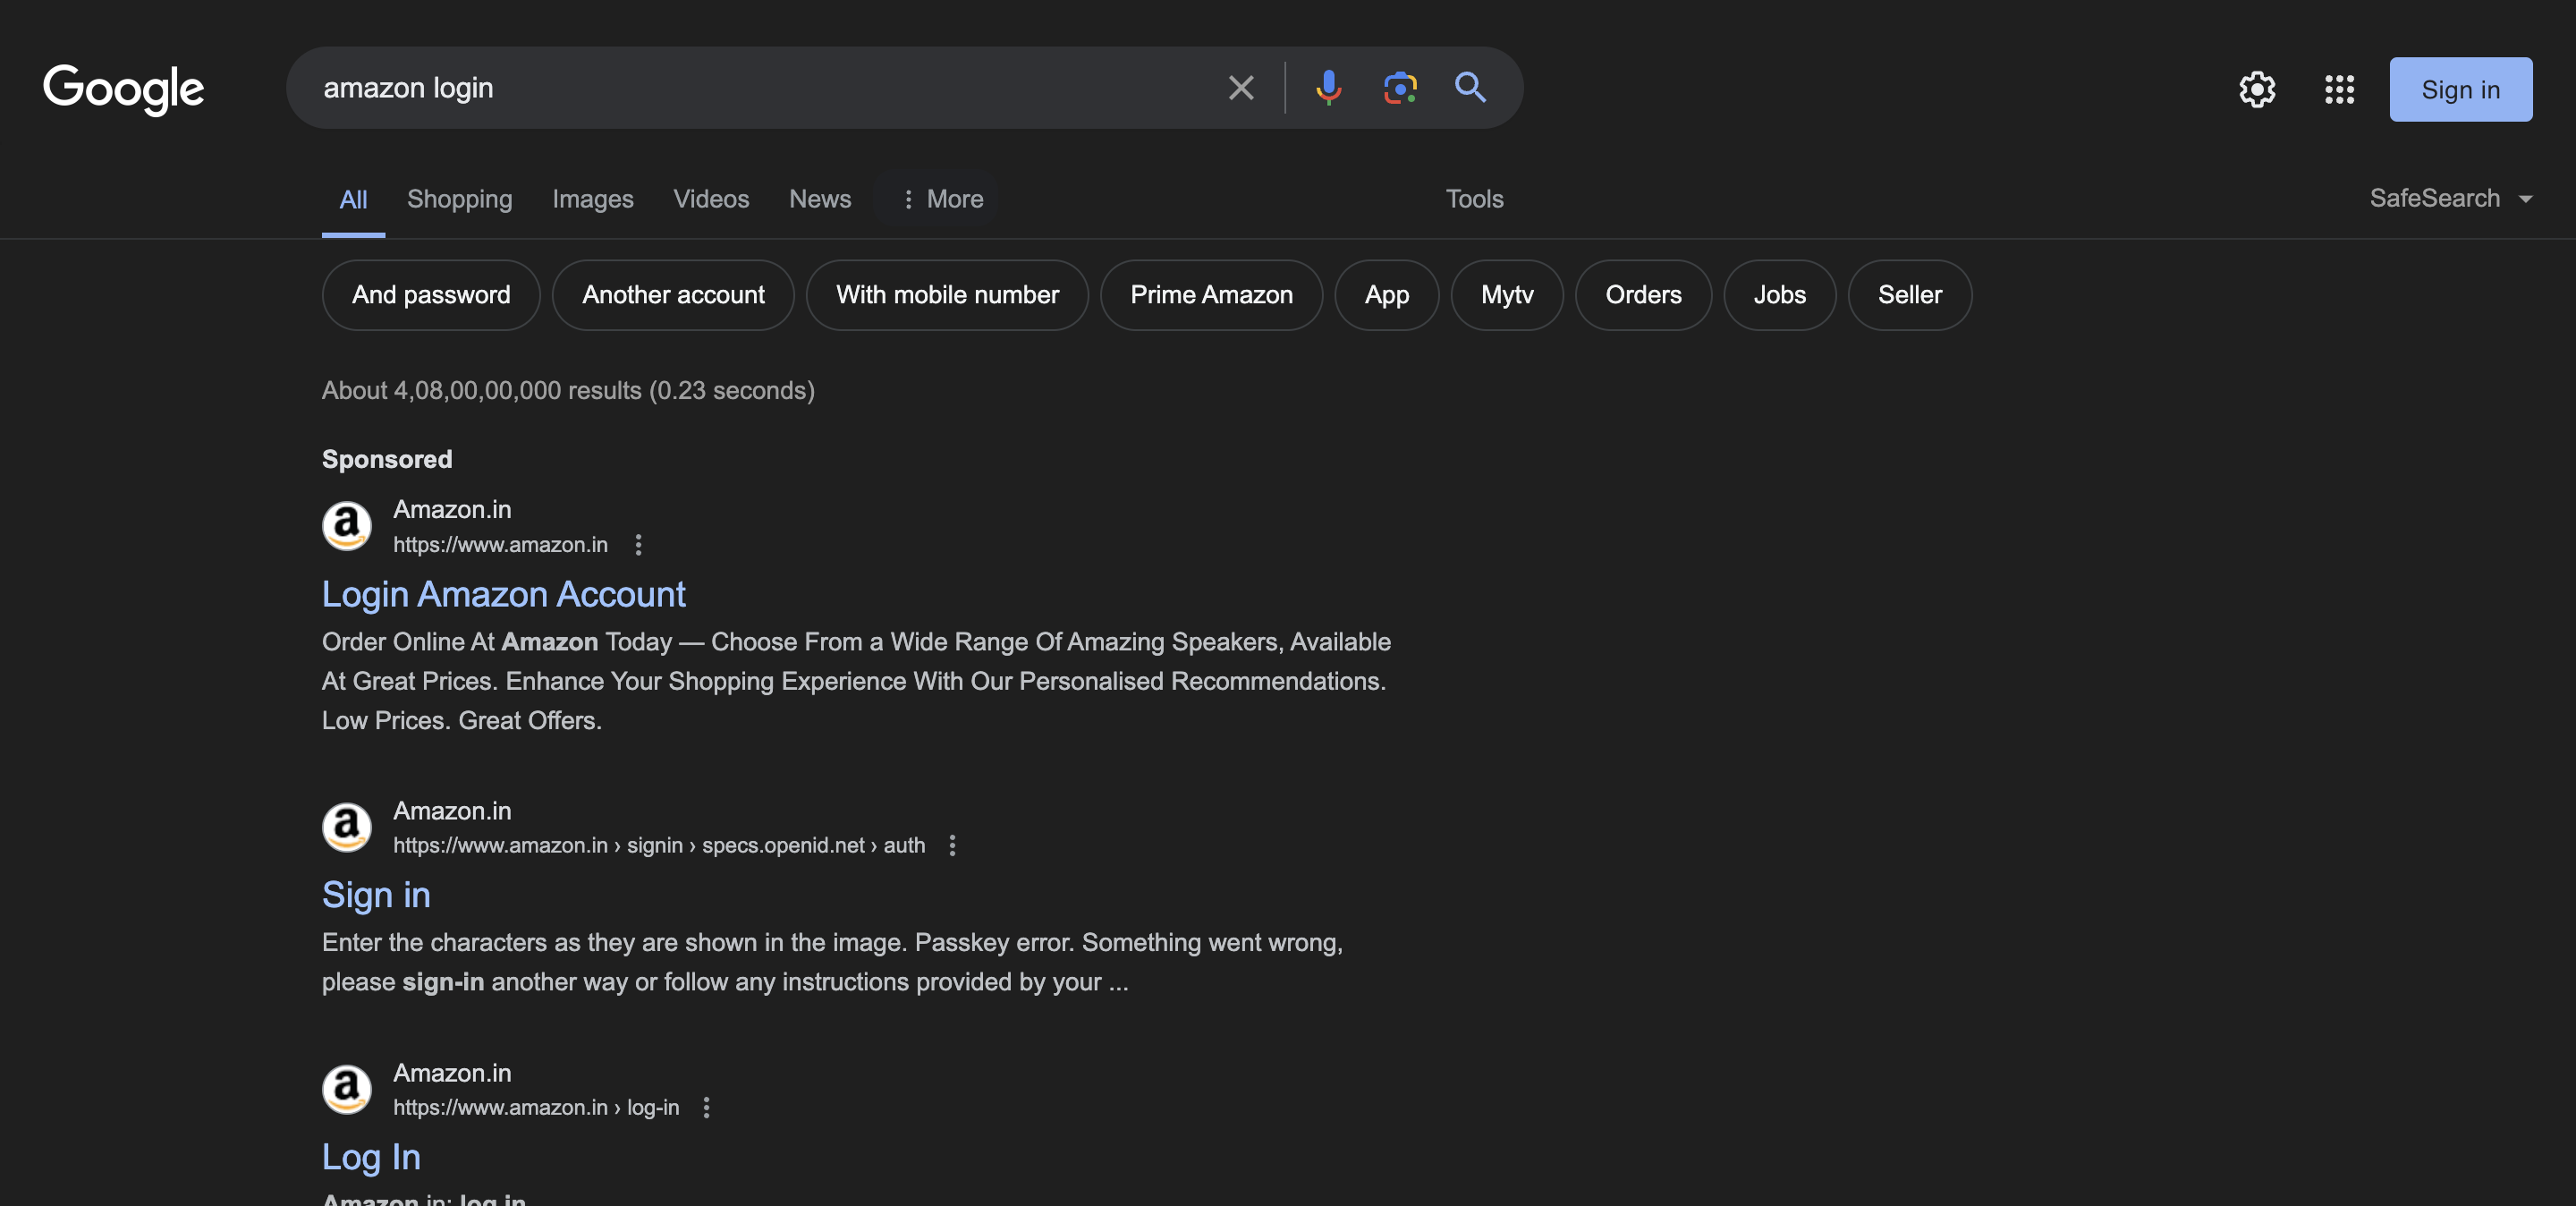 Google
amazon login
Sign in
All Shopping Images Videos News More Tools SafeSearch
And password Another account With mobile number Prime Amazon App Mytv Orders Jobs Seller
About 4,08,00,00,000 results (0.23 seconds)
Sponsored
a
Amazon.in
https://www.amazon.in
Login Amazon Account
Order Online At Amazon Today — Choose From a Wide Range Of Amazing Speakers, Available
At Great Prices. Enhance Your Shopping Experience With Our Personalised Recommendations.
Low Prices. Great Offers.
a
Amazon.in
https://www.amazon.in › signin › specs.openid.net › auth
Sign in
Enter the characters as they are shown in the image. Passkey error. Something went wrong,
please sign-in another way or follow any instructions provided by your ...
a
Amazon.in
https://www.amazon.in › log-in
Log In
Amazon in: log in